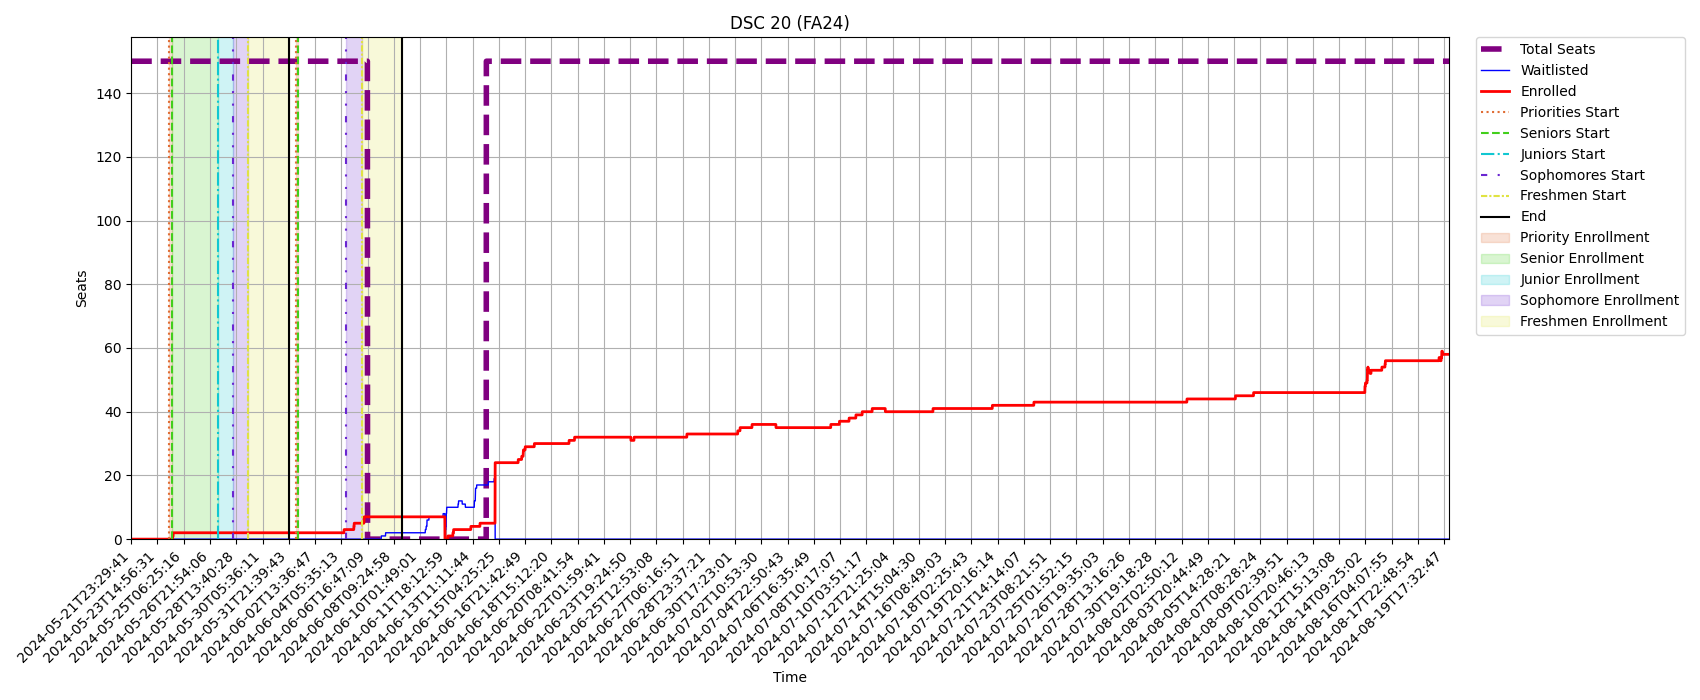 DSC 20 (FA24)
Seats
140
120
100
80
60
40
20
0
2024-05-21T23:29:41
2024-05-23T14:56:31
2024-05-25T06:25:16
2024-05-26T21:54:06
2024-05-28T13:40:28
2024-05-30T05:36:11
2024-05-31T21:39:43
2024-06-02T13:36:47
2024-06-04T05:35:13
2024-06-06T16:47:09
2024-06-08T09:24:58
2024-06-10T01:49:01
2024-06-11T18:12:59
2024-06-13T11:11:44
2024-06-15T04:25:25
2024-06-16T21:42:49
2024-06-18T15:12:20
2024-06-20T08:41:54
2024-06-22T01:59:41
2024-06-23T19:24:50
2024-06-25T12:53:08
2024-06-27T06:16:51
2024-06-28T23:37:21
2024-06-30T17:23:01
2024-07-02T10:53:30
2024-07-04T22:50:43
2024-07-06T16:35:49
2024-07-08T10:17:07
2024-07-10T03:51:17
2024-07-12T21:25:04
2024-07-14T15:04:30
2024-07-16T08:49:03
2024-07-18T02:25:43
2024-07-19T20:16:14
2024-07-21T14:14:07
2024-07-23T08:21:51
2024-07-25T01:52:15
2024-07-26T19:35:03
2024-07-28T13:16:26
2024-07-30T19:18:28
2024-08-02T02:50:12
2024-08-03T20:44:49
2024-08-05T14:28:21
2024-08-07T08:28:24
2024-08-09T02:39:51
2024-08-10T20:46:13
2024-08-12T15:13:08
2024-08-14T09:25:02
2024-08-16T04:07:55
2024-08-17T22:48:54
2024-08-19T17:32:47
Time
Total Seats
Waitlisted
Enrolled
Priorities Start
Seniors Start
Juniors Start
Sophomores Start
Freshmen Start
End
Priority Enrollment
Senior Enrollment
Junior Enrollment
Sophomore Enrollment
Freshmen Enrollment